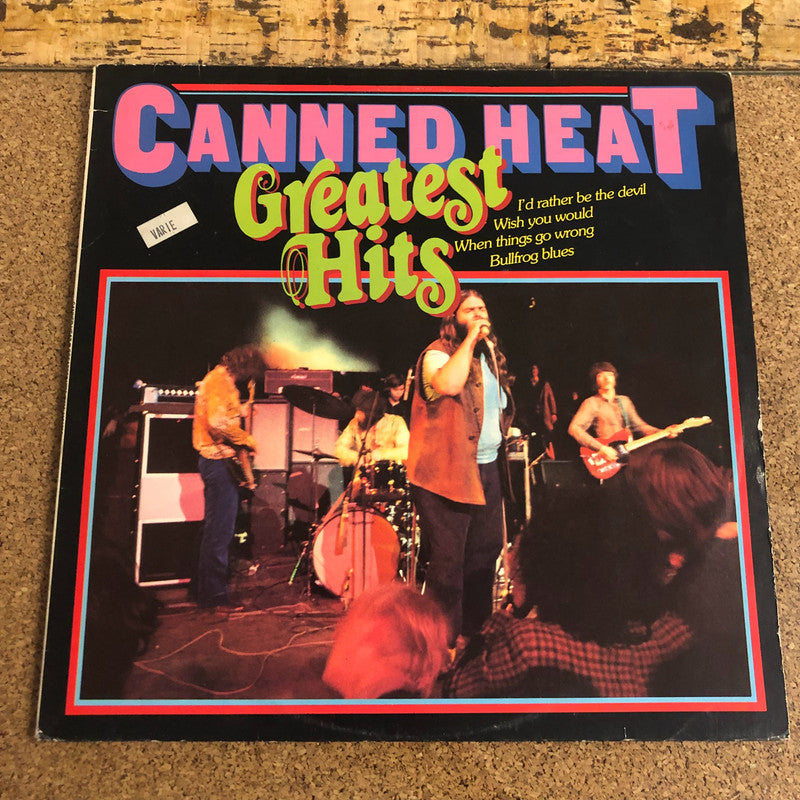 CANNED HEAT
Greatest
Hits
I'd rather be the devil
Wish you would
When things go wrong
Bullfrog blues
VARIE